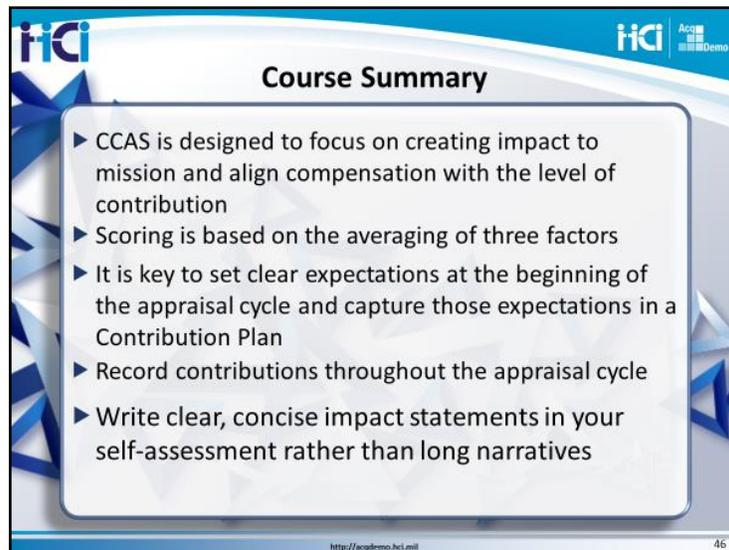 HCi
HCi
Acq
Demo
Course Summary
CCAS is designed to focus on creating impact to
mission and align compensation with the level of
contribution
Scoring is based on the averaging of three factors
It is key to set clear expectations at the beginning of
the appraisal cycle and capture those expectations in a
Contribution Plan
Record contributions throughout the appraisal cycle
Write clear, concise impact statements in your
self-assessment rather than long narratives
http://acqdemo.hci.mil
46